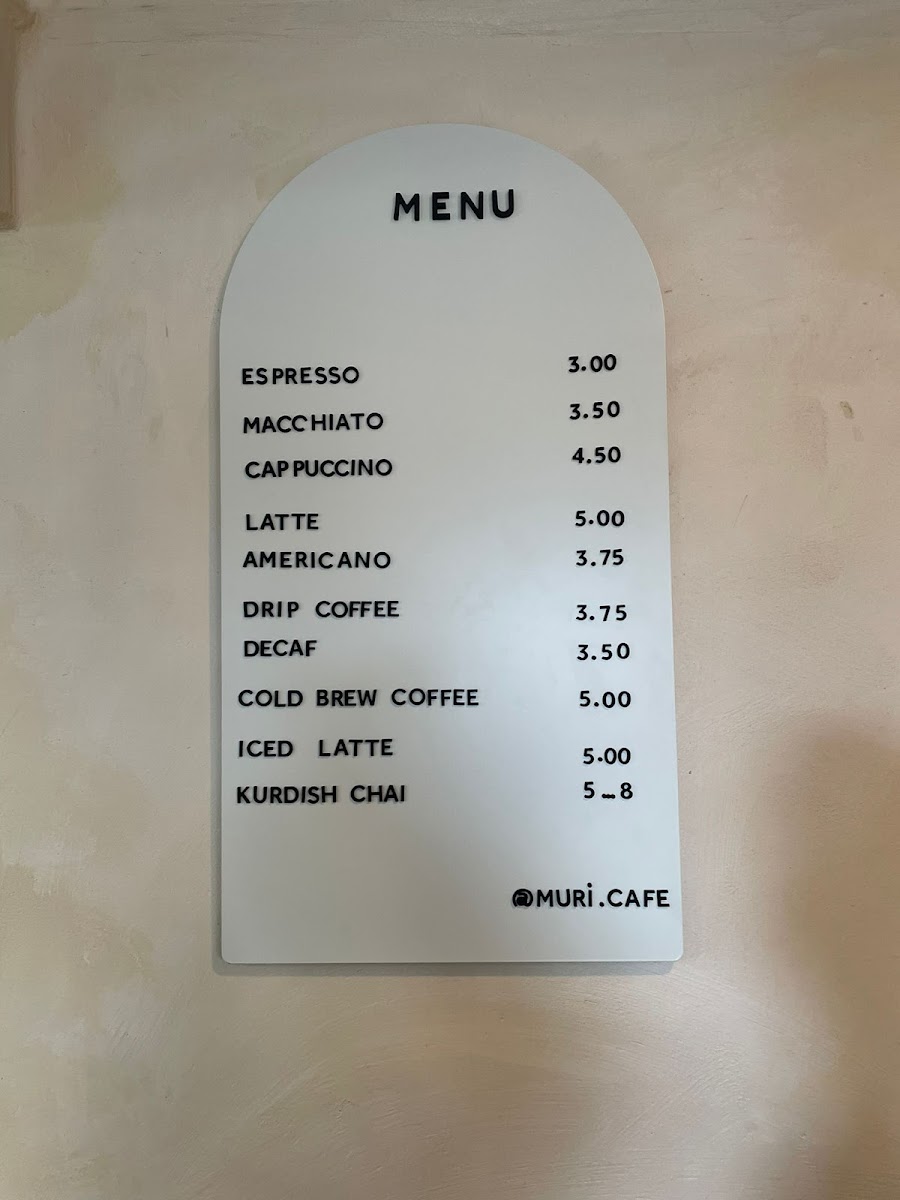 MENU
ESPRESSO 3.00
MACCHIATO 3.50
CAPPUCCINO 4.50
LATTE 5.00
AMERICANO 3.75
DRIP COFFEE 3.75
DECAF 3.50
COLD BREW COFFEE 5.00
ICED LATTE 5.00
KURDISH CHAI 5-8
@MURi.CAFE